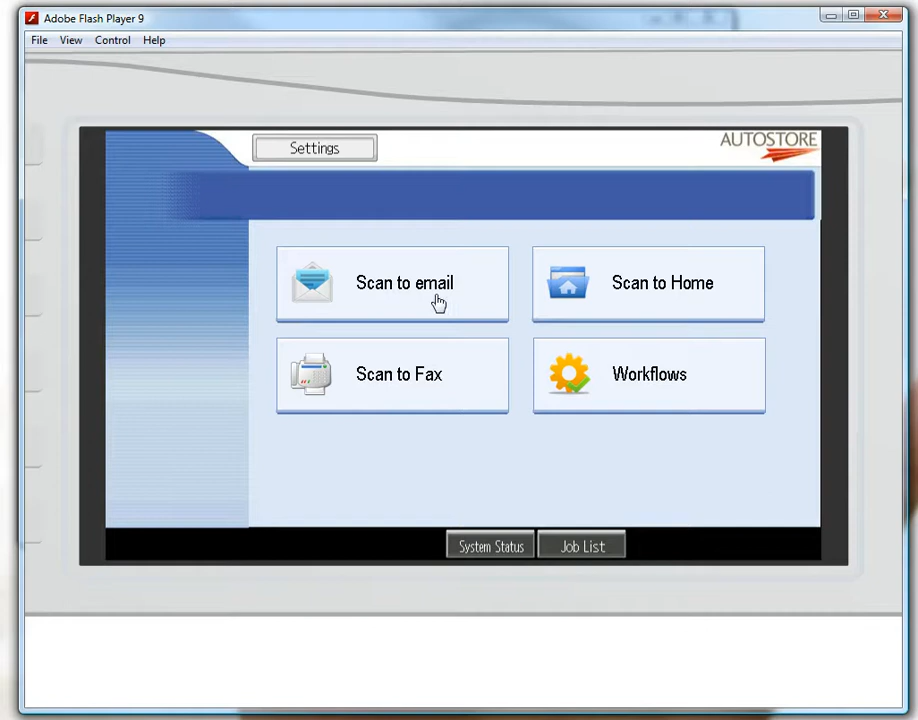 Adobe Flash Player 9
File View Control Help
Settings
AUTOSTORE
Scan to email
Scan to Home
Scan to Fax
Workflows
System Status
Job List